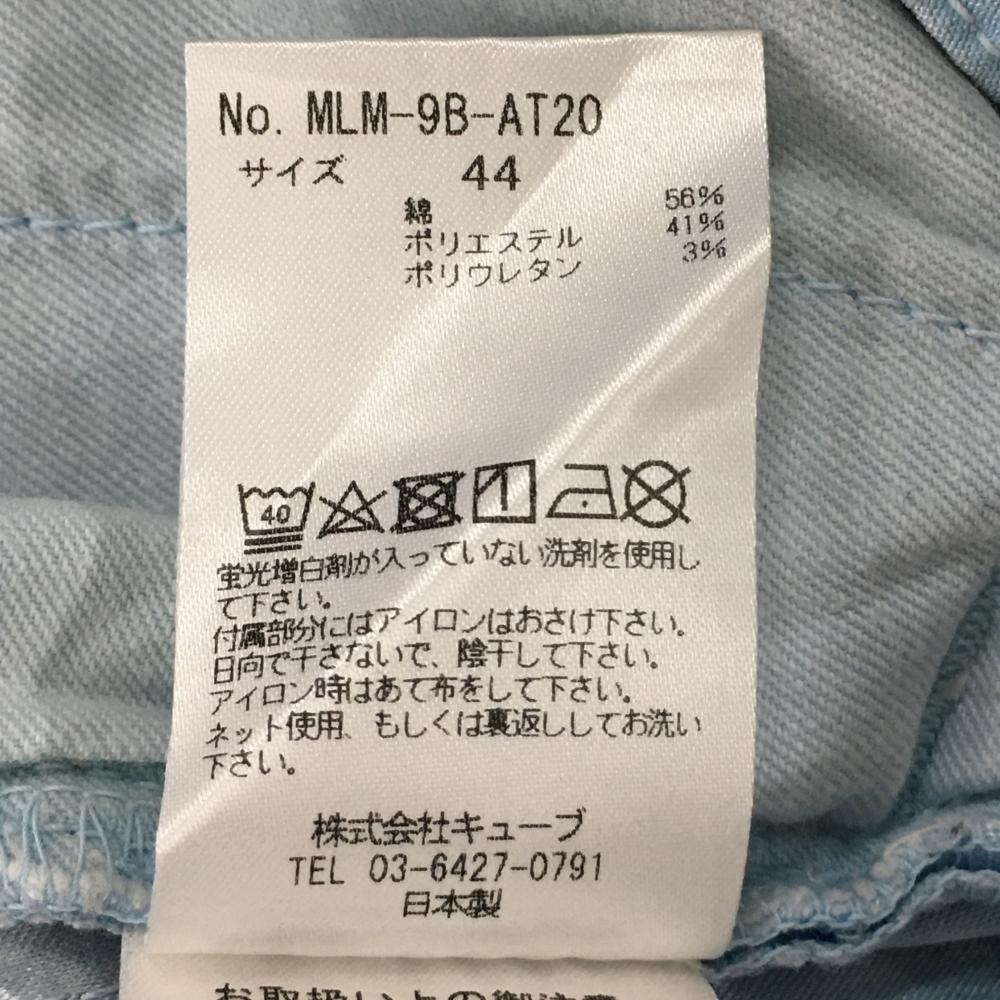 No. MLM-9B-AT20
サイズ 44
綿 56%
ポリエステル 41%
ポリウレタン 3%
40
蛍光増白剤が入っていない洗剤を使用し
て下さい。
付属部分にはアイロンはおさけ下さい。
日向で干さないで、陰干して下さい。
アイロン時はあて布をして下さい。
ネット使用、もしくは裏返ししてお洗い
下さい。
株式会社キューブ
TEL 03-6427-0791
日本製